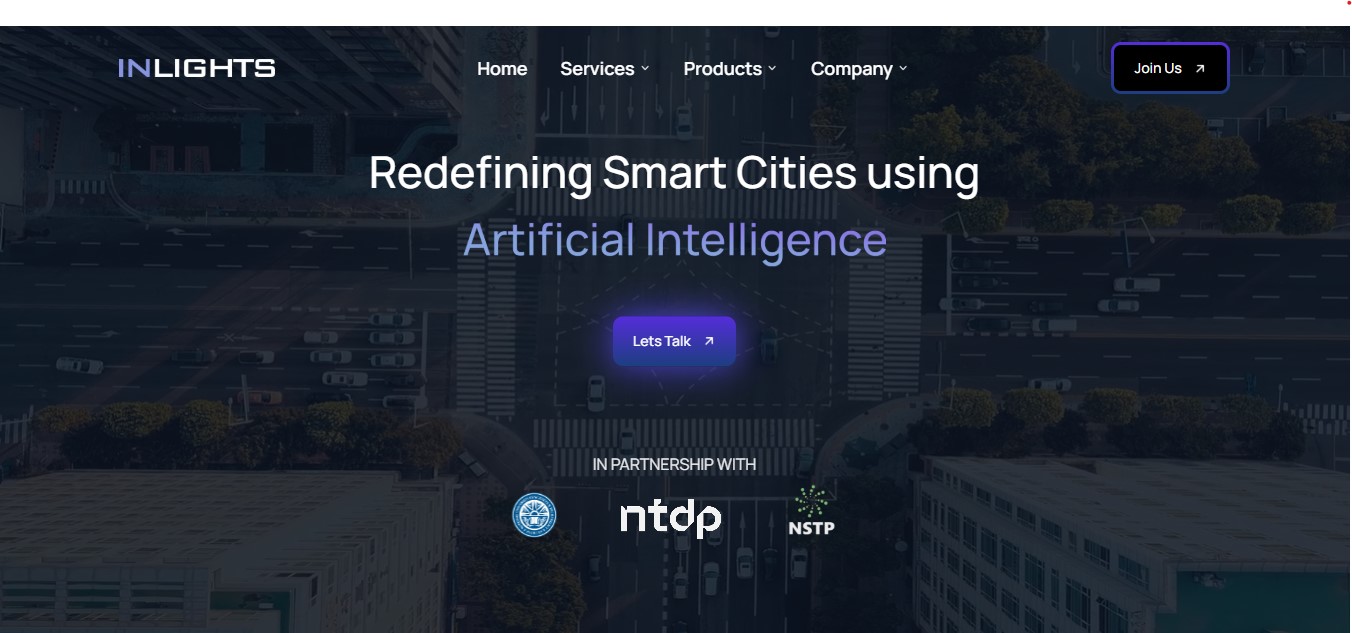 INLIGHTS
Home Services Products Company
Join Us
Redefining Smart Cities using
Artificial Intelligence
Lets Talk
IN PARTNERSHIP WITH
ntdp
NSTP